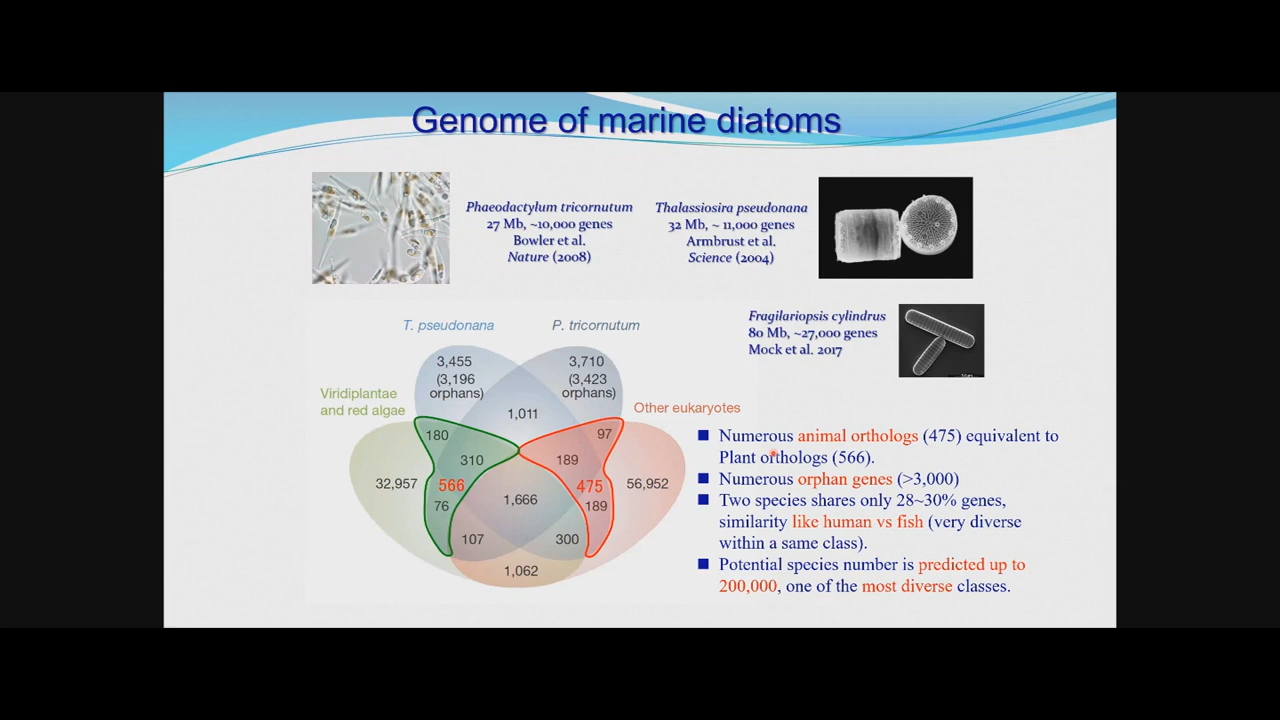 Genome of marine diatoms
Phaeodactylum tricornutum
27 Mb, ~10,000 genes
Bowler et al.
Nature (2008)
Thalassiosira pseudonana
32 Mb, ~ 11,000 genes
Armbrust et al.
Science (2004)
Fragilariopsis cylindrus
80 Mb, ~27,000 genes
Mock et al. 2017
T. pseudonana
P. tricornutum
Viridiplantae
and red algae
Other eukaryotes
3,455
(3,196
orphans)
3,710
(3,423
orphans)
1,011
180
97
310
189
32,957
566
475
56,952
76
1,666
189
107
300
1,062
Numerous animal orthologs (475) equivalent to
Plant orthologs (566).
Numerous orphan genes (>3,000)
Two species shares only 28~30% genes,
similarity like human vs fish (very diverse
within a same class).
Potential species number is predicted up to
200,000, one of the most diverse classes.